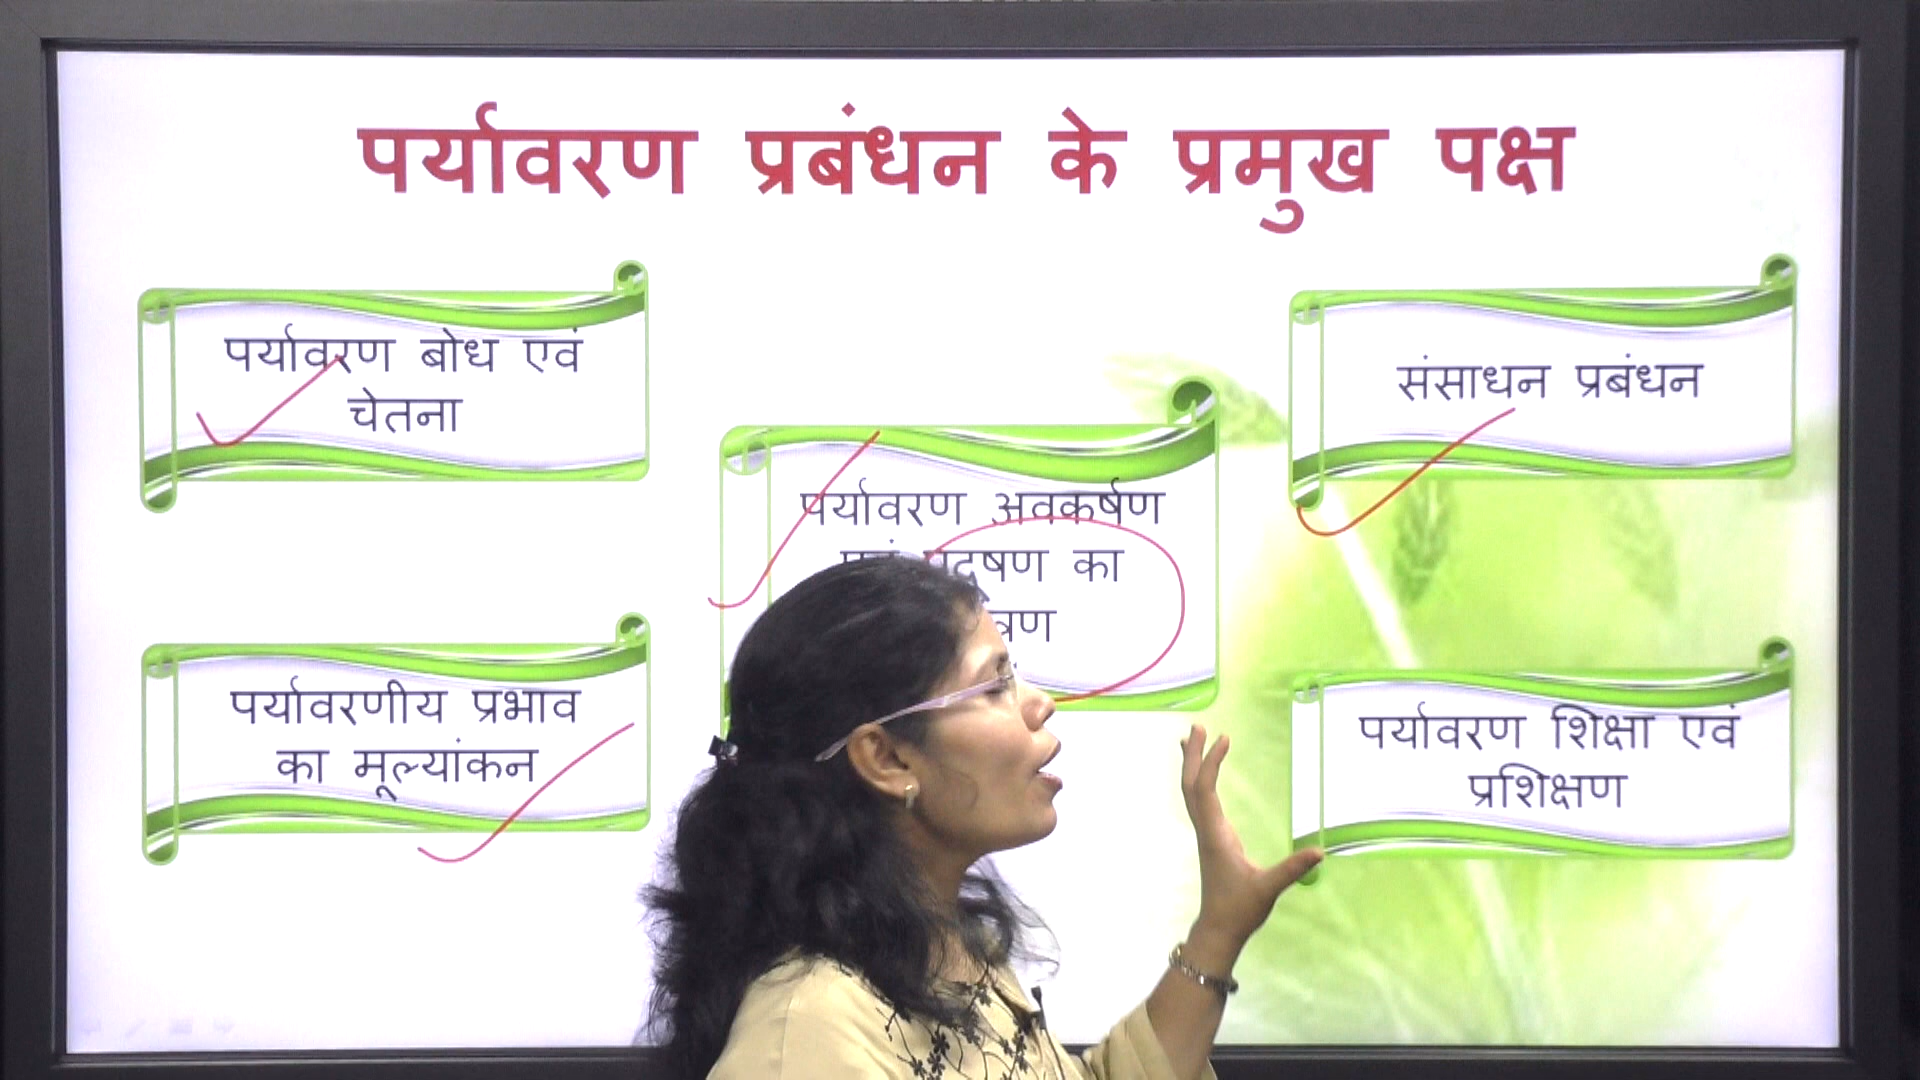 पर्यावरण प्रबंधन के प्रमुख पक्ष
पर्यावरण बोध एवं
चेतना
संसाधन प्रबंधन
पर्यावरण अवकर्षण
का
पर्यावरणीय प्रभाव
का मूल्यांकन
पर्यावरण शिक्षा एवं
प्रशिक्षण